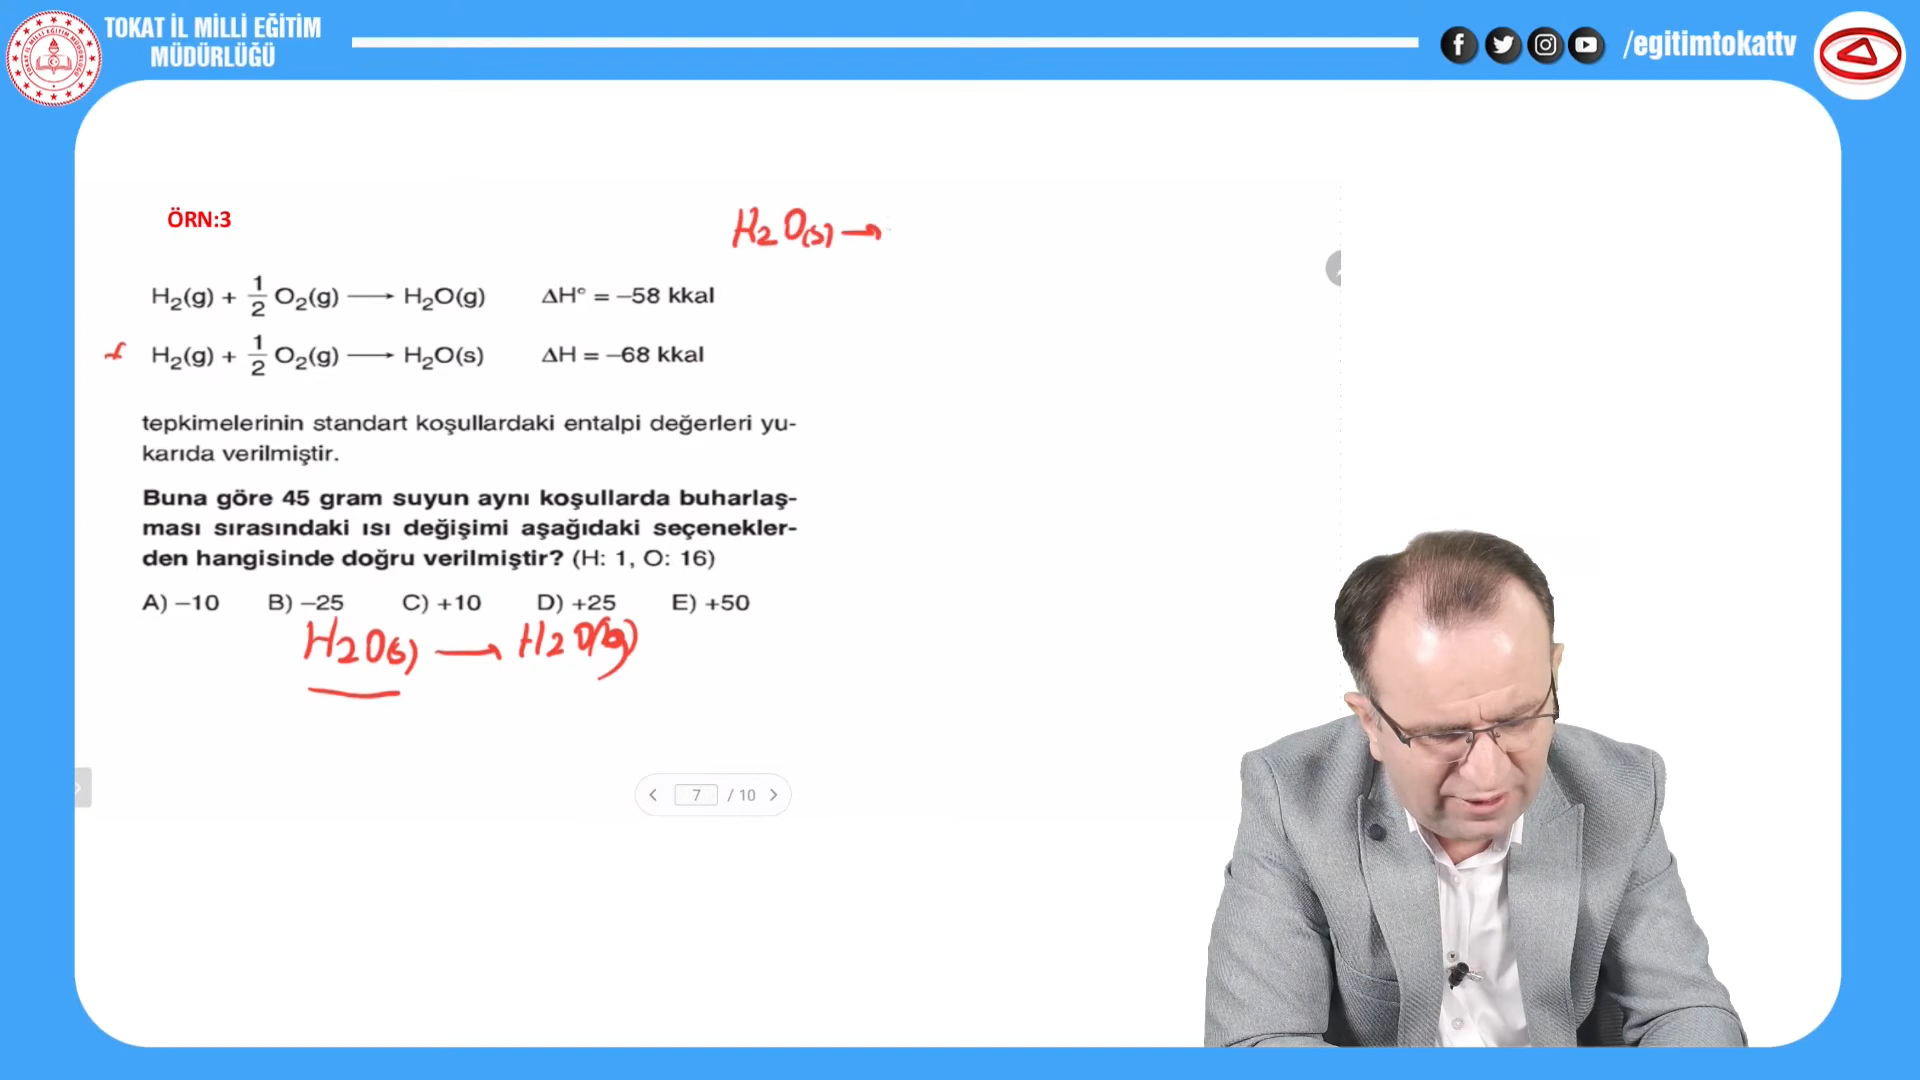 TOKAT İL MİLLİ EĞİTİM
MÜDÜRLÜĞÜ
/egitimtokattv
ÖRN:3
H₂O(s) →
H₂(g) + 1/2 O₂(g) ⟶ H₂O(g) ΔH° = –58 kkal
H₂(g) + 1/2 O₂(g) ⟶ H₂O(s) ΔH = –68 kkal
tepkimelerinin standart koşullardaki entalpi değerleri yu-
karıda verilmiştir.
Buna göre 45 gram suyun aynı koşullarda buharlaş-
ması sırasındaki ısı değişimi aşağıdaki seçenekler-
den hangisinde doğru verilmiştir? (H: 1, O: 16)
A) –10 B) –25 C) +10 D) +25 E) +50
H₂O(s) → H₂O(g)
7 / 10